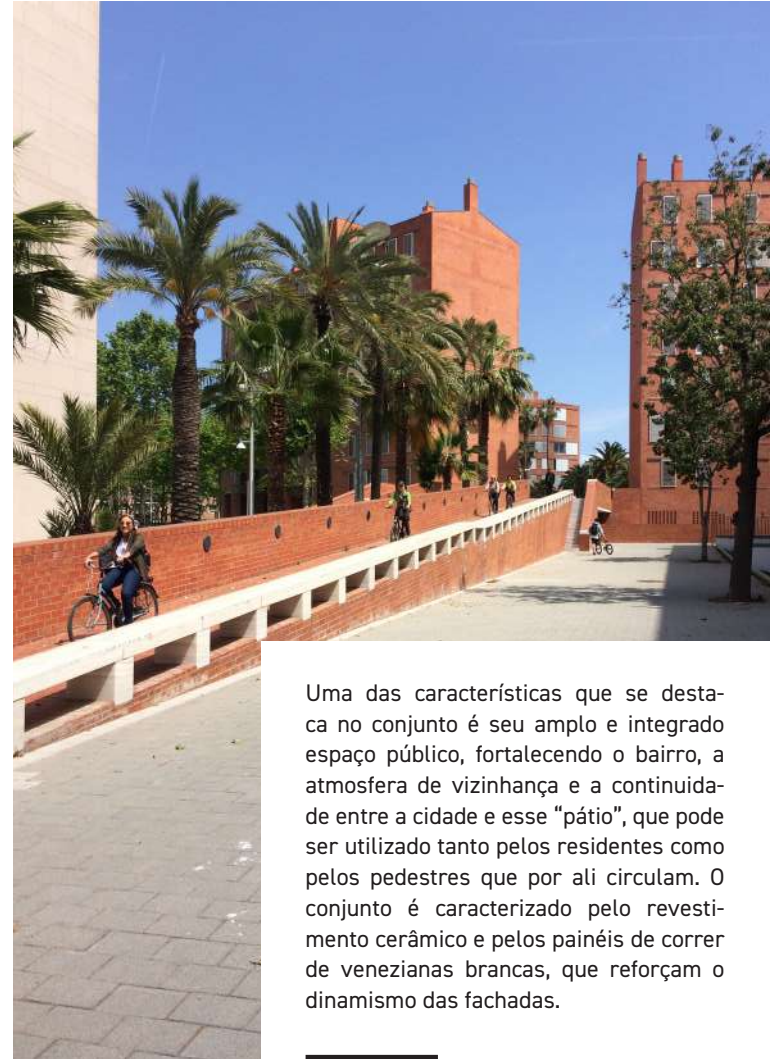 Uma das características que se desta-
ca no conjunto é seu amplo e integrado
espaço público, fortalecendo o bairro, a
atmosfera de vizinhança e a continuida-
de entre a cidade e esse “pátio”, que pode
ser utilizado tanto pelos residentes como
pelos pedestres que por ali circulam. O
conjunto é caracterizado pelo revesti-
mento cerâmico e pelos painéis de correr
de venezianas brancas, que reforçam o
dinamismo das fachadas.